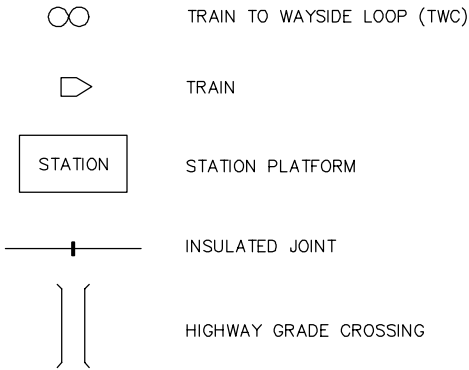 TRAIN TO WAYSIDE LOOP (TWC)
TRAIN
STATION STATION PLATFORM
INSULATED JOINT
HIGHWAY GRADE CROSSING